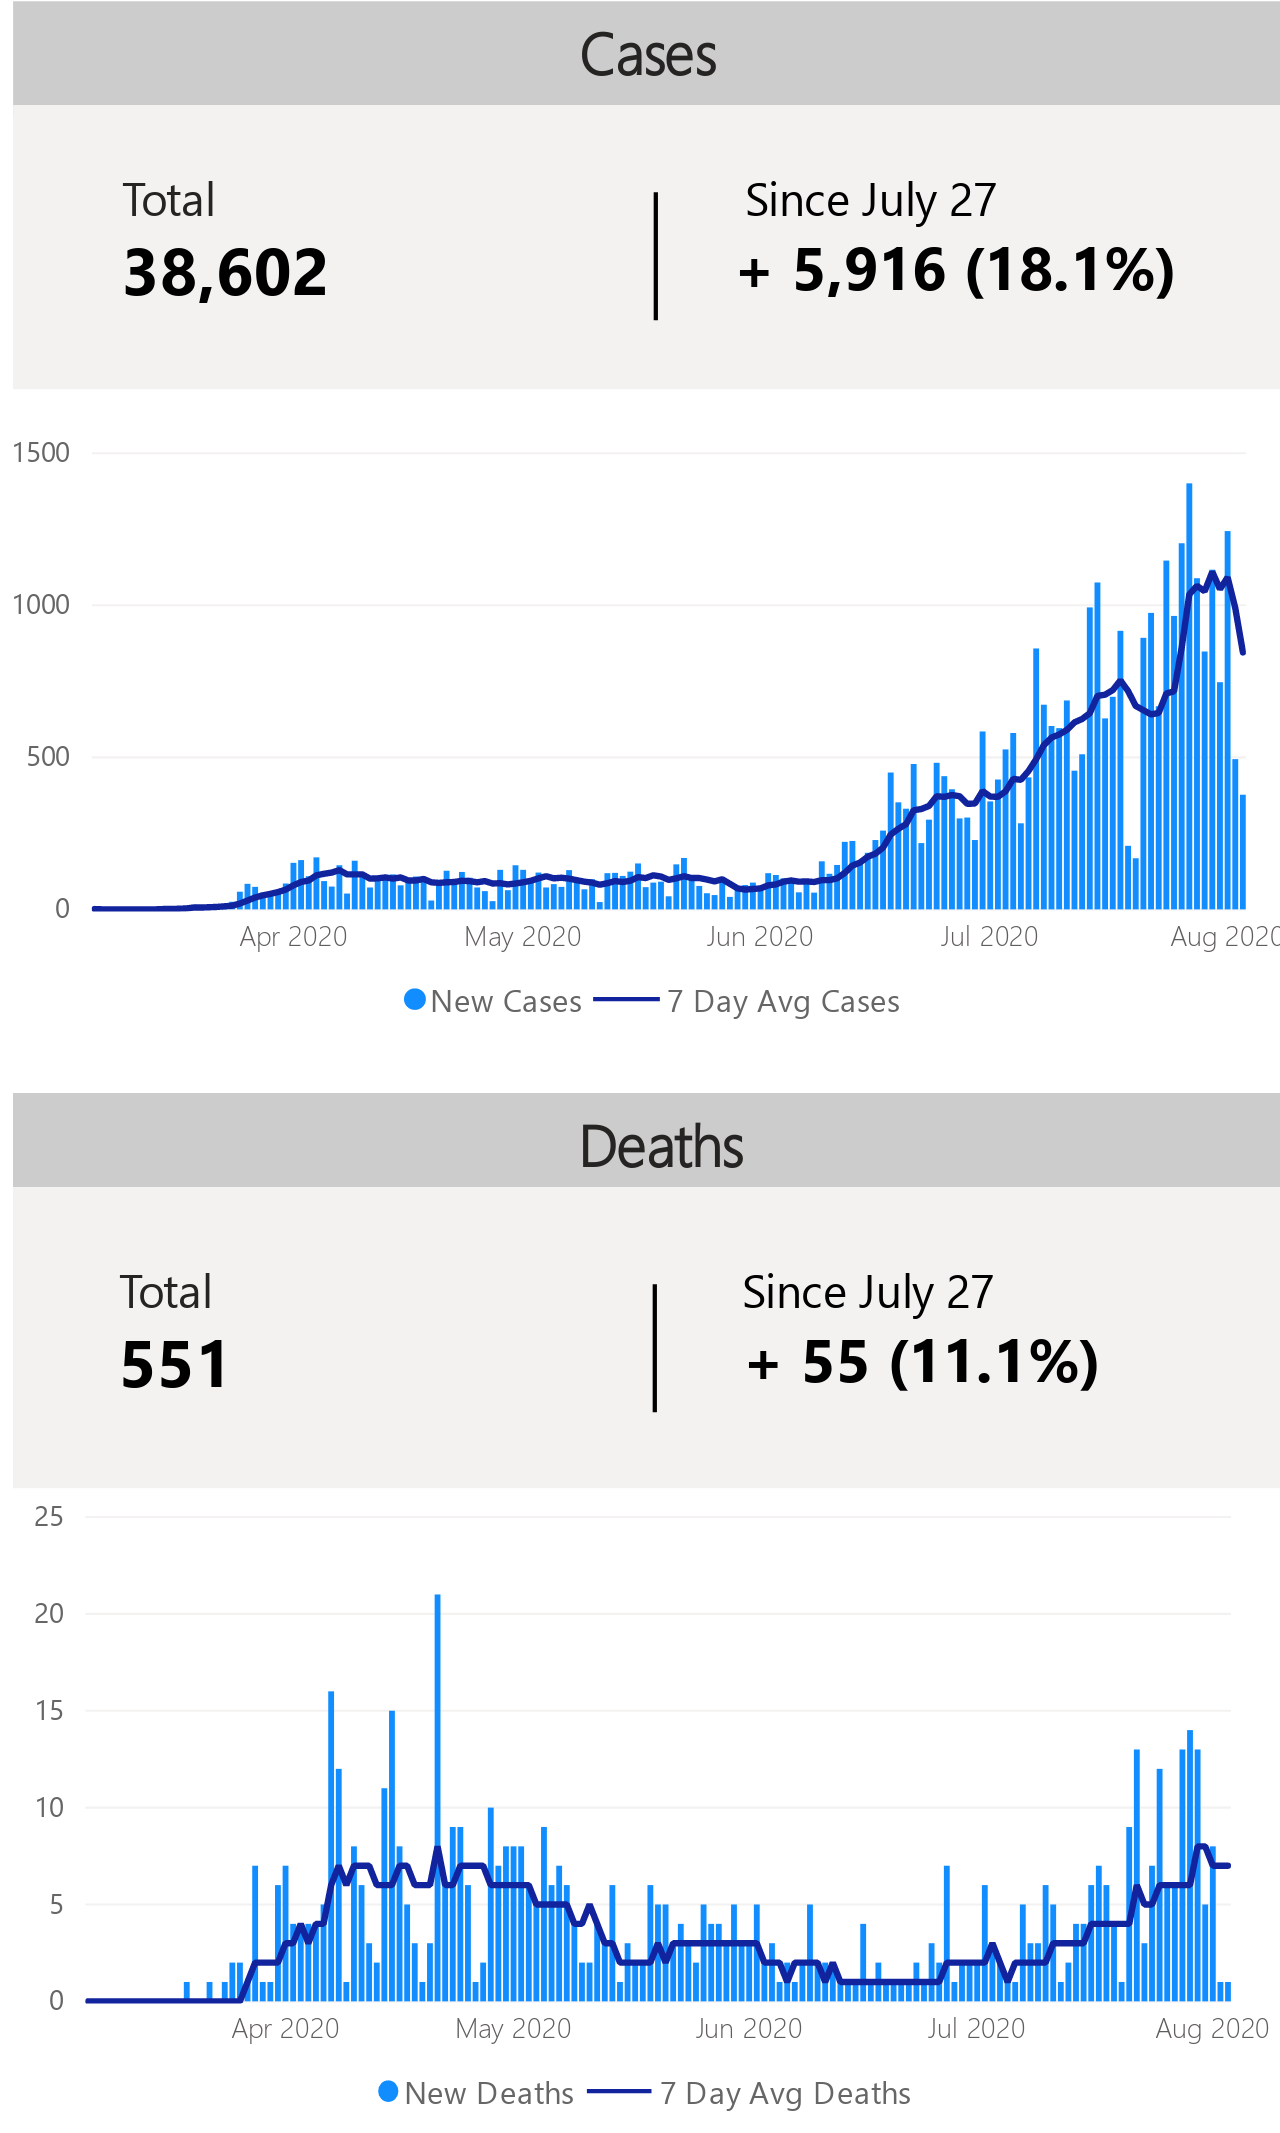 Cases
Total
Since July 27
38,602
+ 5,916 (18.1%)
1500
1000
500
0
Apr 2020 May 2020 Jun 2020 Jul 2020 Aug 2020
New Cases 7 Day Avg Cases
Deaths
Total
Since July 27
551
+ 55 (11.1%)
25
20
15
10
5
0
Apr 2020 May 2020 Jun 2020 Jul 2020 Aug 2020
New Deaths 7 Day Avg Deaths